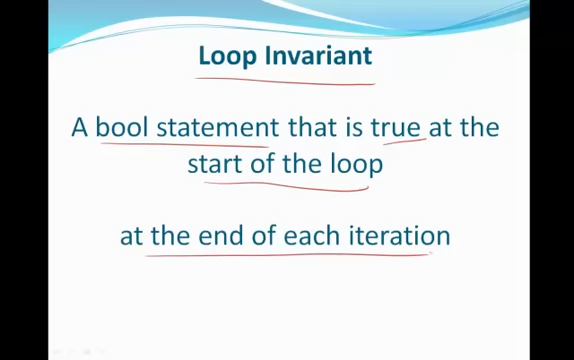 Loop Invariant
A bool statement that is true at the
start of the loop
at the end of each iteration